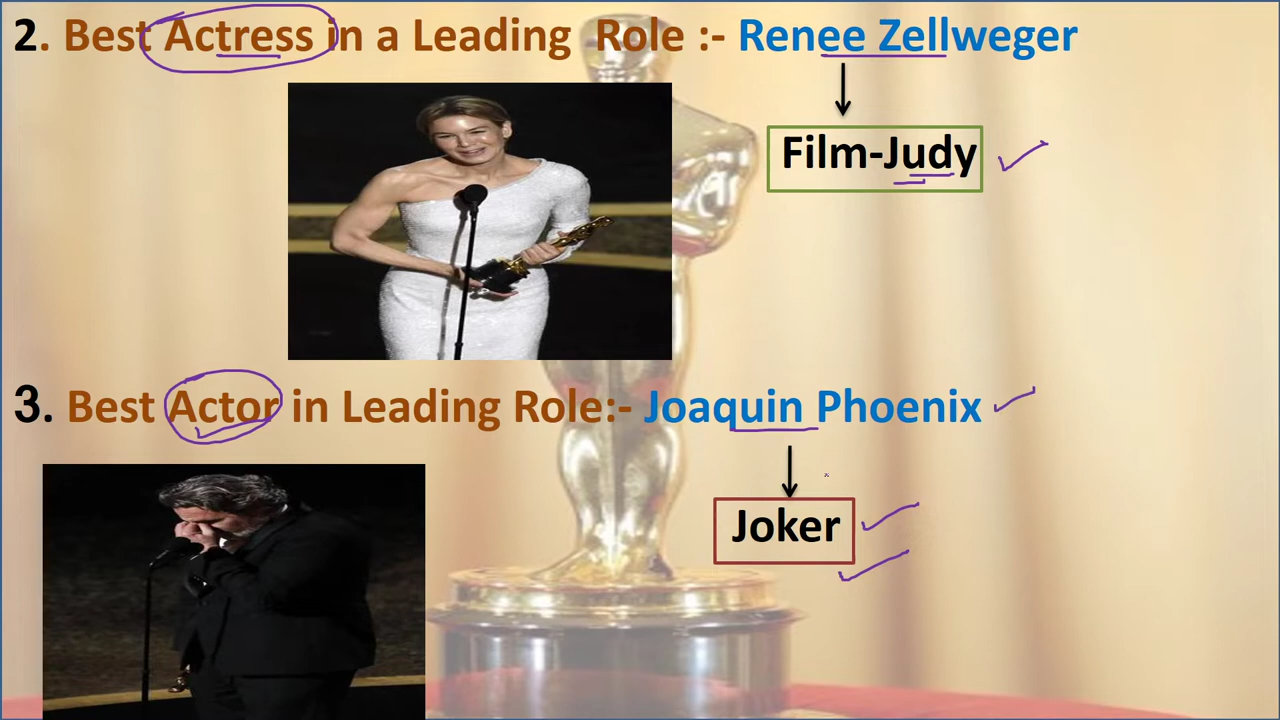 2. Best Actress in a Leading Role :- Renee Zellweger
Film-Judy
3. Best Actor in Leading Role:- Joaquin Phoenix
Joker